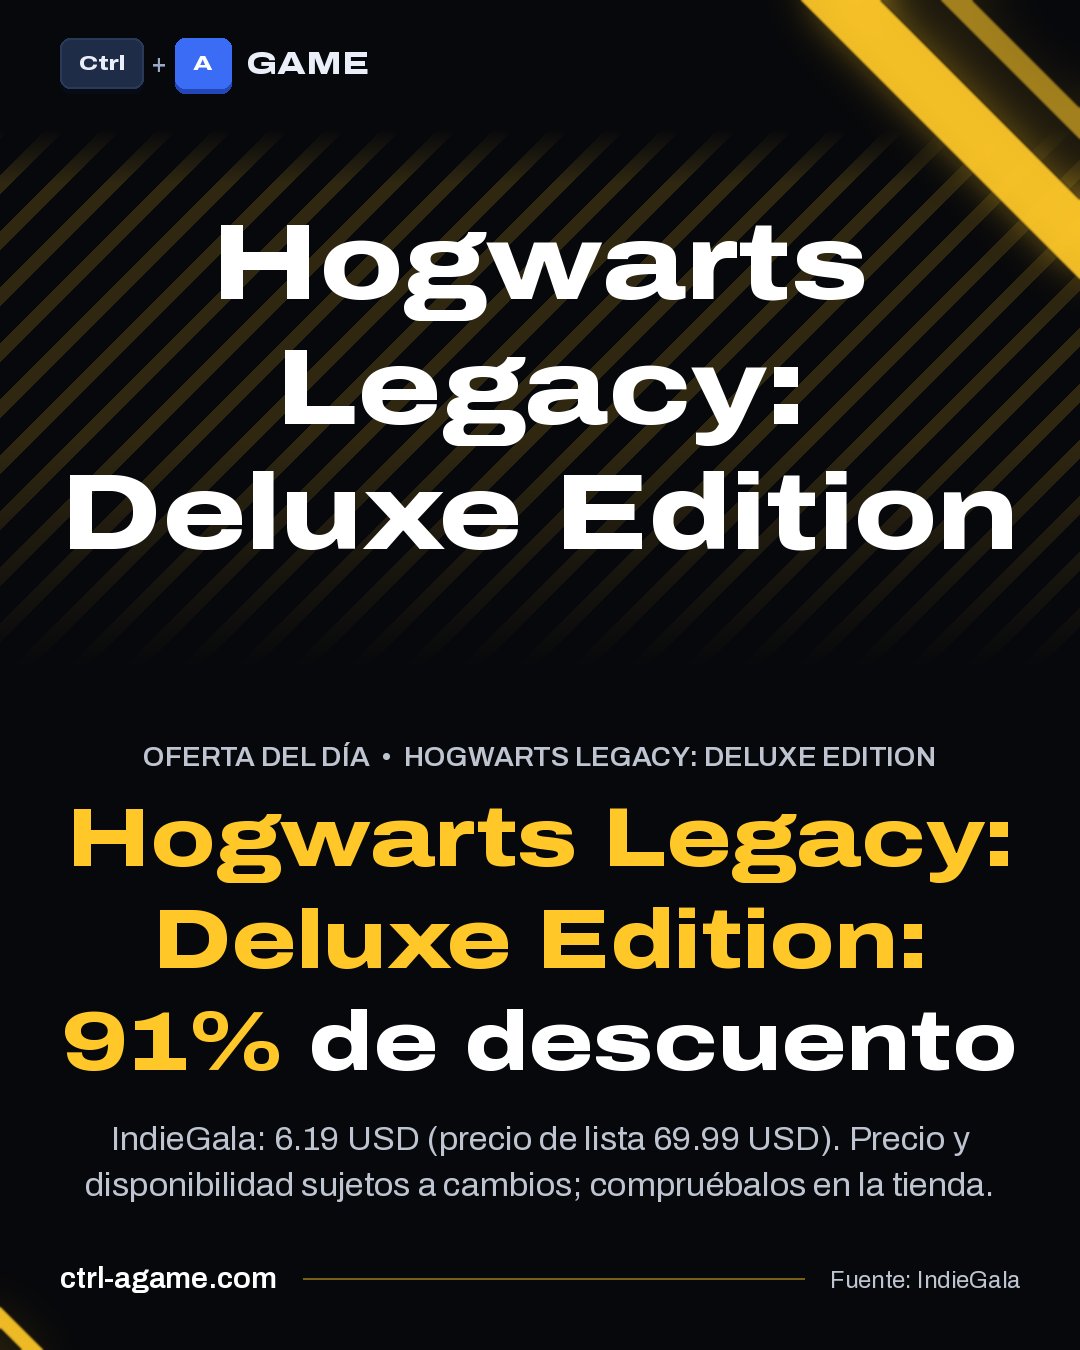 Ctrl + A GAME
Hogwarts
Legacy:
Deluxe Edition
OFERTA DEL DÍA • HOGWARTS LEGACY: DELUXE EDITION
Hogwarts Legacy:
Deluxe Edition:
91% de descuento
IndieGala: 6.19 USD (precio de lista 69.99 USD). Precio y
disponibilidad sujetos a cambios; compruébalos en la tienda.
ctrl-agame.com
Fuente: IndieGala